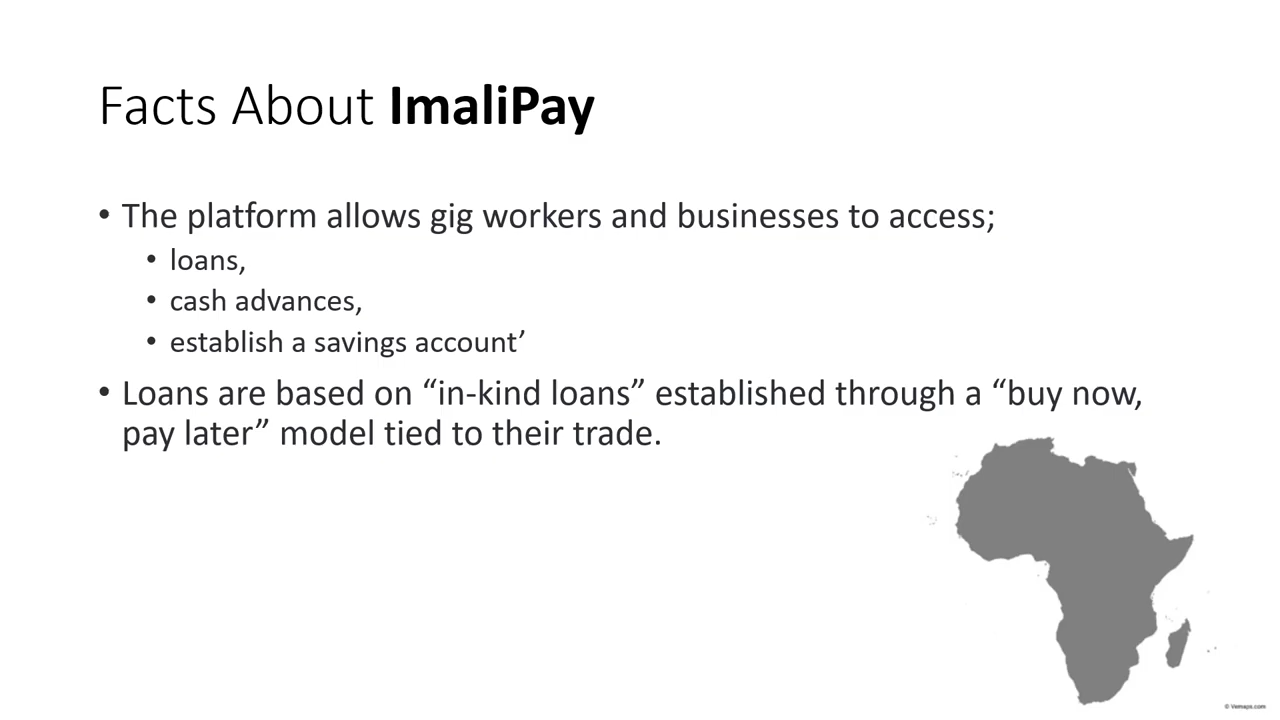 Facts About ImaliPay
• The platform allows gig workers and businesses to access;
• loans,
• cash advances,
• establish a savings account’
• Loans are based on “in-kind loans” established through a “buy now,
pay later” model tied to their trade.
© Vemaps.com